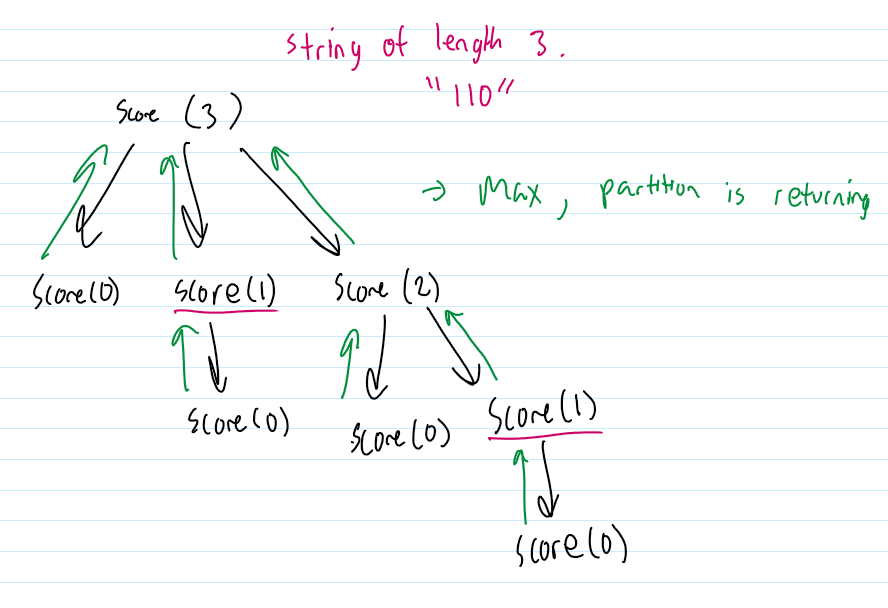 string of length 3.
"110"
Score (3)
→ Max, partition is returning
Score(0) Score(1) Score (2)
Score(0) Score(0) Score(1)
Score(0)